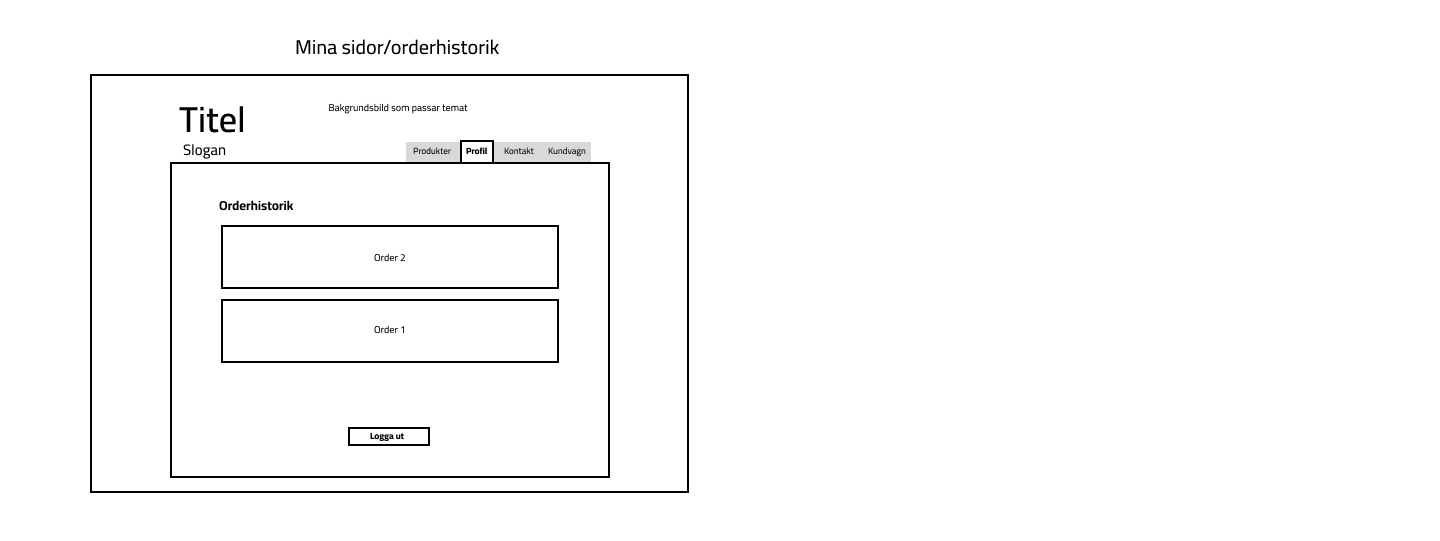 Mina sidor/orderhistorik
Titel
Bakgrundsbild som passar temat
Slogan
Produkter Profil Kontakt Kundvagn
Orderhistorik
Order 2
Order 1
Logga ut